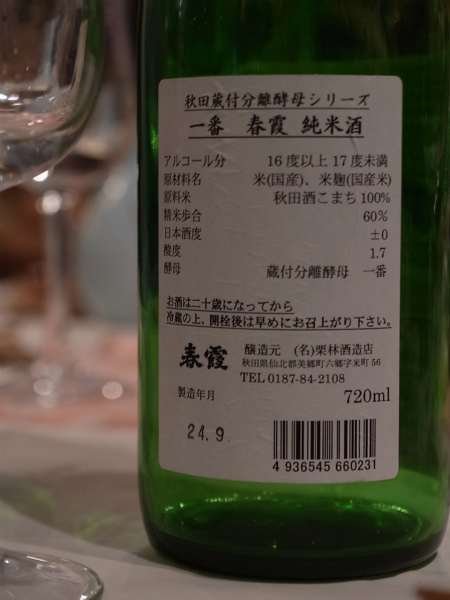 秋田蔵付分離酵母シリーズ
一番 春霞 純米酒
アルコール分 16度以上17度未満
原材料名 米(国産)、米麹(国産米)
原料米 秋田酒こまち100%
精米歩合 60%
日本酒度 ±0
酸度 1.7
酵母 蔵付分離酵母 一番
お酒は二十歳になってから
冷蔵の上、開栓後は早めにお召上がり下さい。
春霞 醸造元 (名)栗林酒造店
秋田県仙北郡美郷町六郷字米町56
TEL 0187-84-2108
製造年月 720ml
24.9.
4 936545 660231